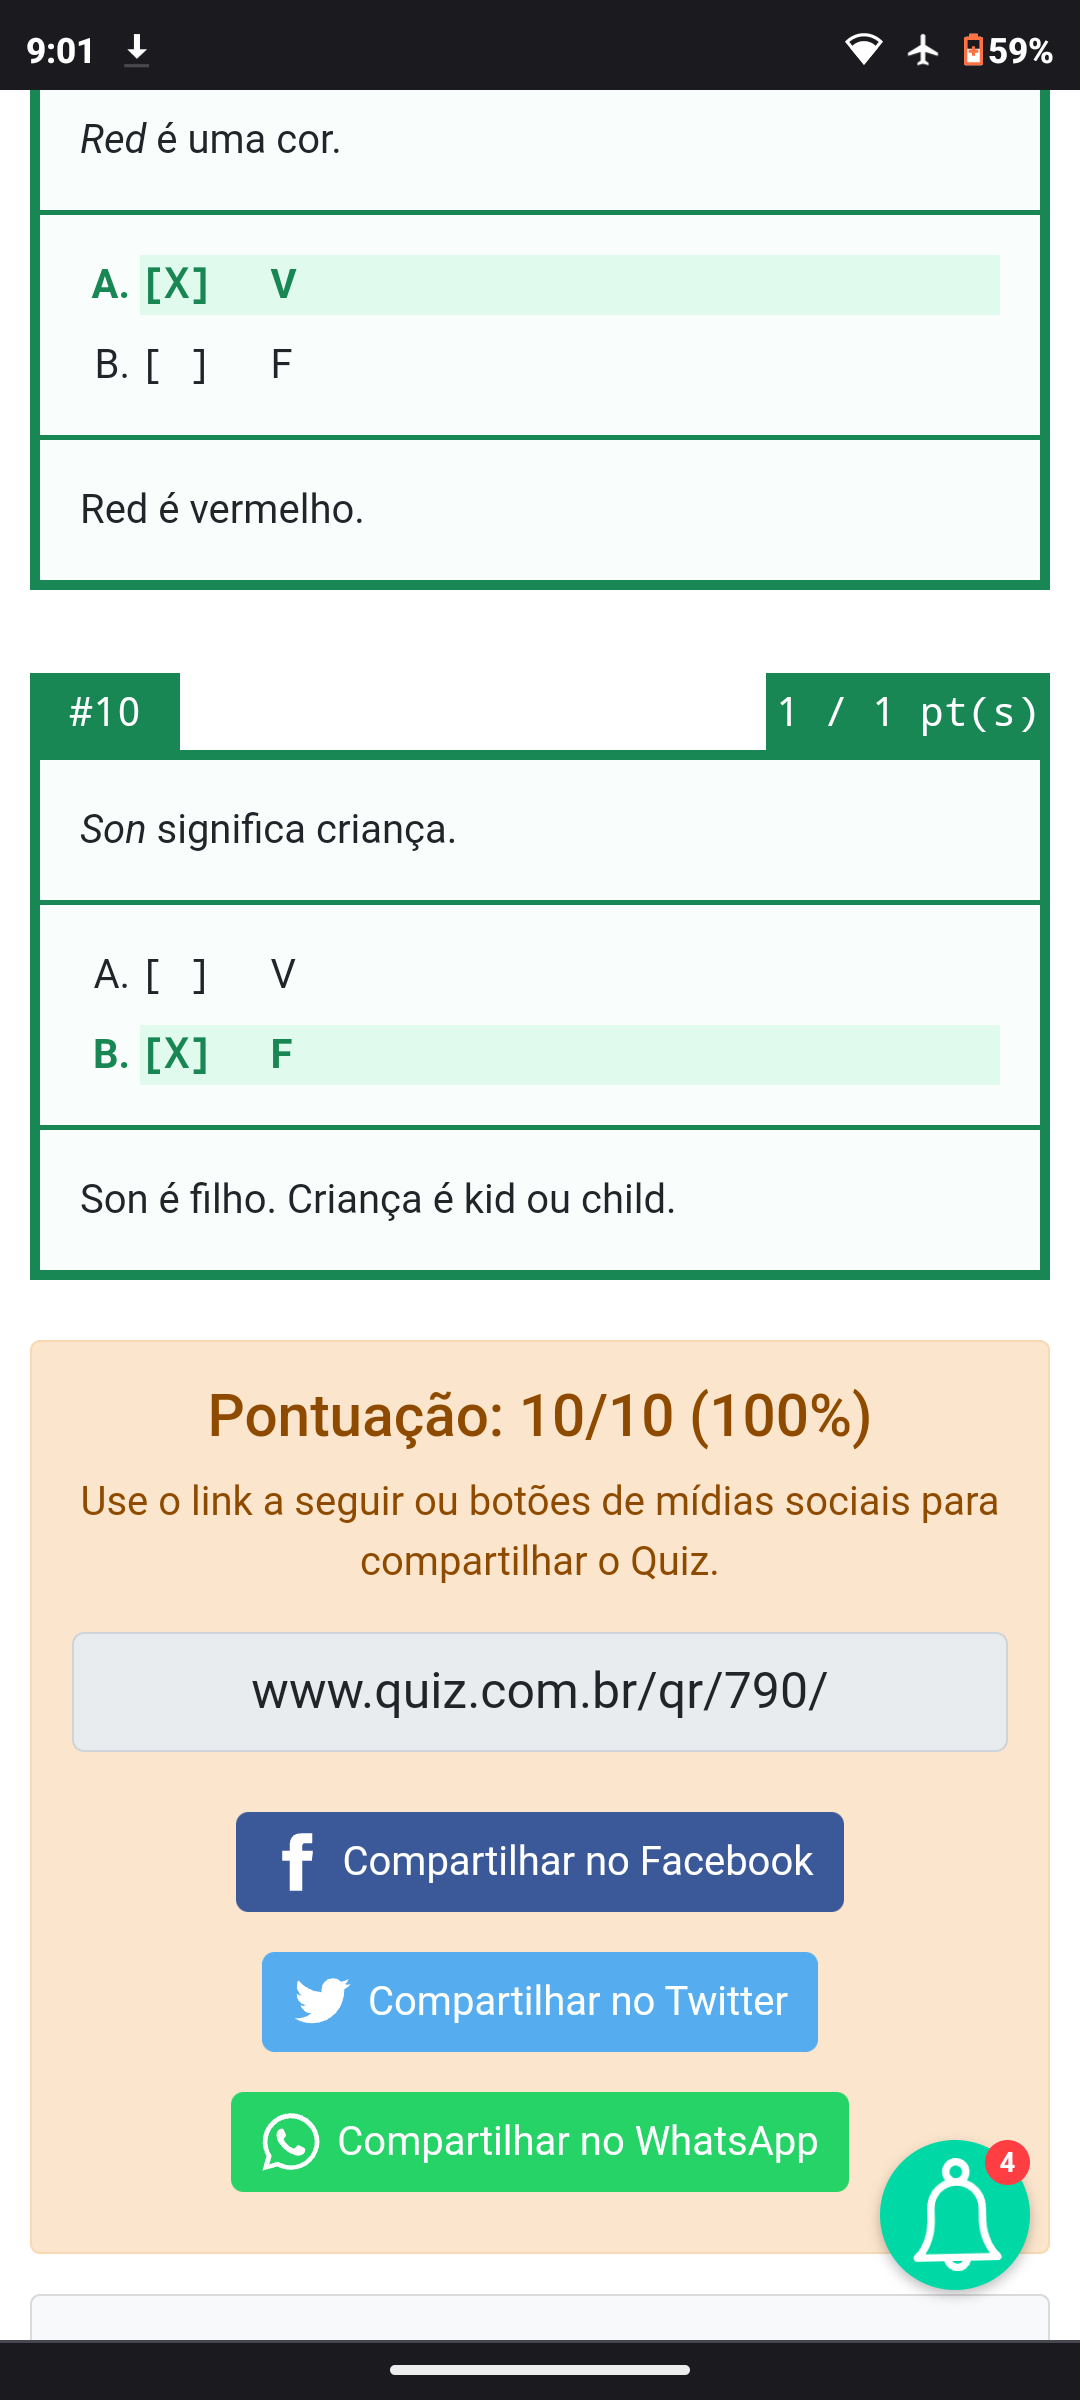 9:01
59%
Red é uma cor.
A. [X] V
B. [ ] F
Red é vermelho.
#10
1 / 1 pt(s)
Son significa criança.
A. [ ] V
B. [X] F
Son é filho. Criança é kid ou child.
Pontuação: 10/10 (100%)
Use o link a seguir ou botões de mídias sociais para
compartilhar o Quiz.
www.quiz.com.br/qr/790/
Compartilhar no Facebook
Compartilhar no Twitter
Compartilhar no WhatsApp
4